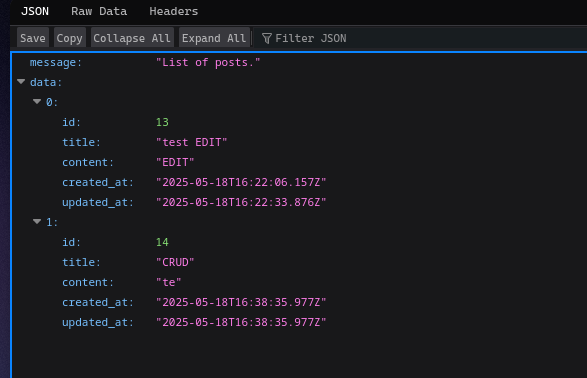 JSON Raw Data Headers
Save Copy Collapse All Expand All Filter JSON
message: "List of posts."
data:
0:
id: 13
title: "test EDIT"
content: "EDIT"
created_at: "2025-05-18T16:22:06.157Z"
updated_at: "2025-05-18T16:22:33.876Z"
1:
id: 14
title: "CRUD"
content: "te"
created_at: "2025-05-18T16:38:35.977Z"
updated_at: "2025-05-18T16:38:35.977Z"